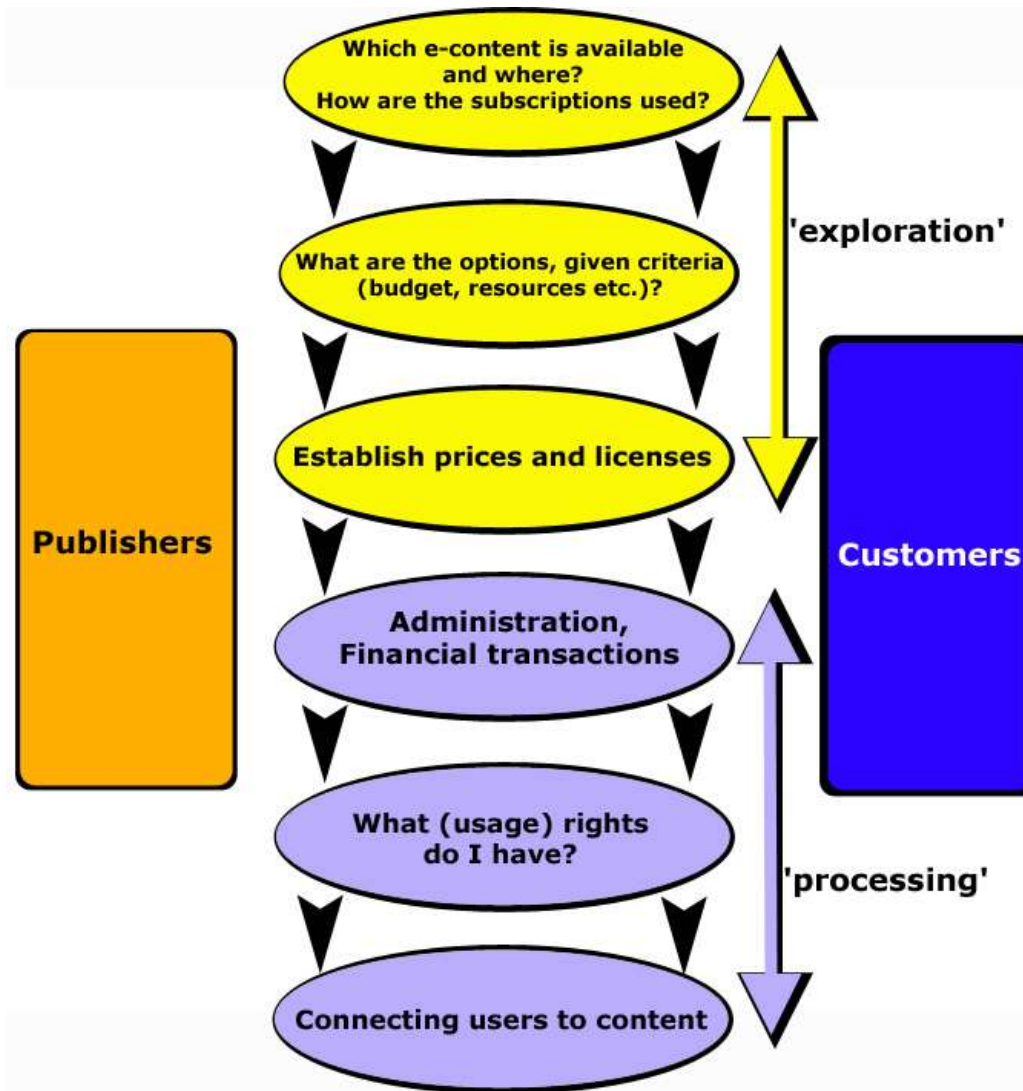 Which e-content is available
and where?
How are the subscriptions used?
'exploration'
What are the options, given criteria
(budget, resources etc.)?
Establish prices and licenses
Publishers
Customers
Administration,
Financial transactions
What (usage) rights
do I have?
'processing'
Connecting users to content